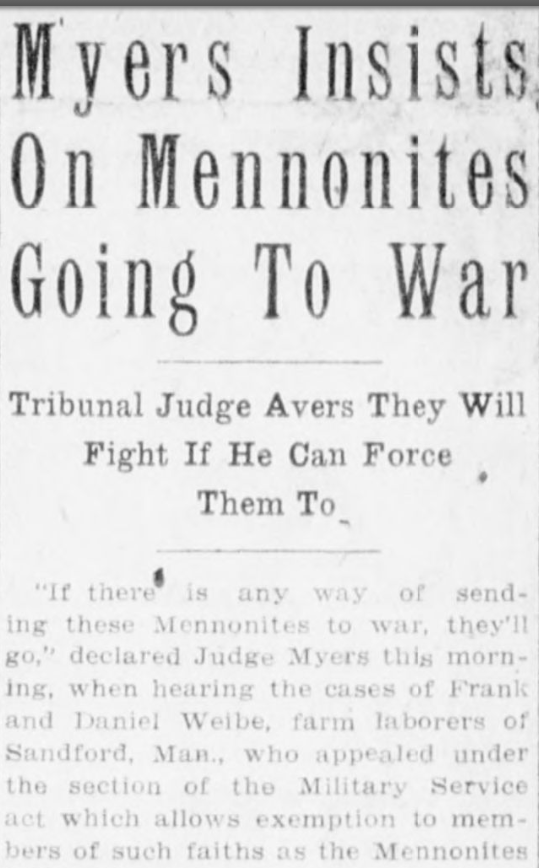 Myers Insists
On Mennonites
Going To War
Tribunal Judge Avers They Will
Fight If He Can Force
Them To
"If there is any way of send-
ing these Mennonites to war, they'll
go," declared Judge Myers this morn-
ing, when hearing the cases of Frank
and Daniel Weibe, farm laborers of
Sandford, Man., who appealed under
the section of the Military Service
act which allows exemption to mem-
bers of such faiths as the Mennonites